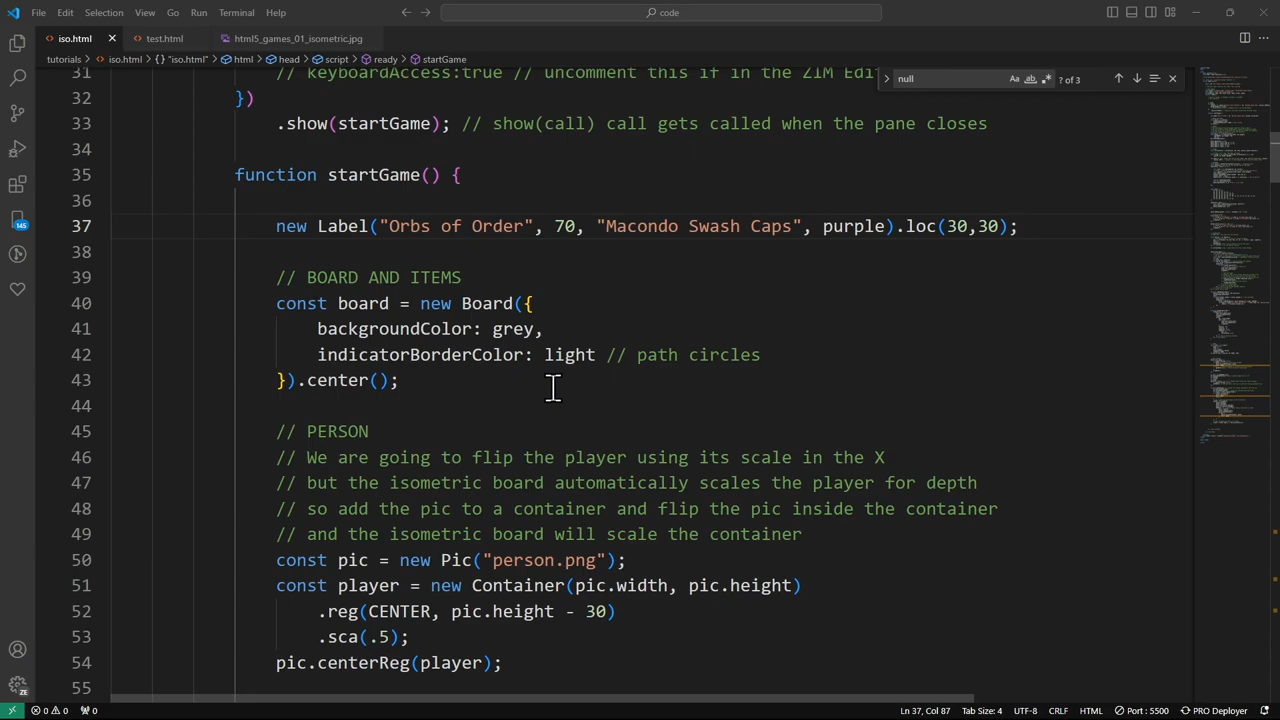 File Edit Selection View Go Run Terminal Help
code
iso.html test.html html5_games_01_isometric.jpg
tutorials > iso.html > {} "iso.html" > html > head > script > ready > startGame
31 // keyboardAccess:true // uncomment this if in the ZIM Edi
null Aa ab .* ? of 3
32 })
33 .show(startGame); // show(call) call gets called when the pane closes
34
35 function startGame() {
36
37 new Label("Orbs of Order", 70, "Macondo Swash Caps", purple).loc(30,30);
38
39 // BOARD AND ITEMS
40 const board = new Board({
41 backgroundColor: grey,
42 indicatorBorderColor: light // path circles
43 }).center();
44
45 // PERSON
46 // We are going to flip the player using its scale in the X
47 // but the isometric board automatically scales the player for depth
48 // so add the pic to a container and flip the pic inside the container
49 // and the isometric board will scale the container
50 const pic = new Pic("person.png");
51 const player = new Container(pic.width, pic.height)
52 .reg(CENTER, pic.height - 30)
53 .sca(.5);
54 pic.centerReg(player);
55
145
ZE
0 0 0 Ln 37, Col 87 Tab Size: 4 UTF-8 CRLF HTML Port : 5500 PRO Deployer